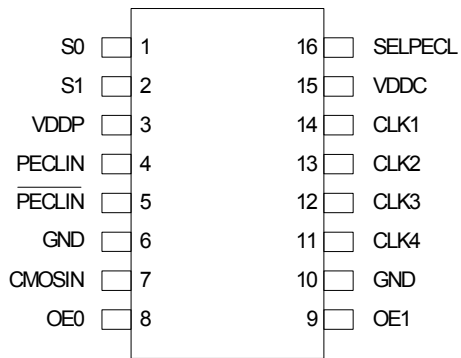 S0 1 16 SELPECL
S1 2 15 VDDC
VDDP 3 14 CLK1
PECLIN 4 13 CLK2
PECLIN 5 12 CLK3
GND 6 11 CLK4
CMOSIN 7 10 GND
OE0 8 9 OE1